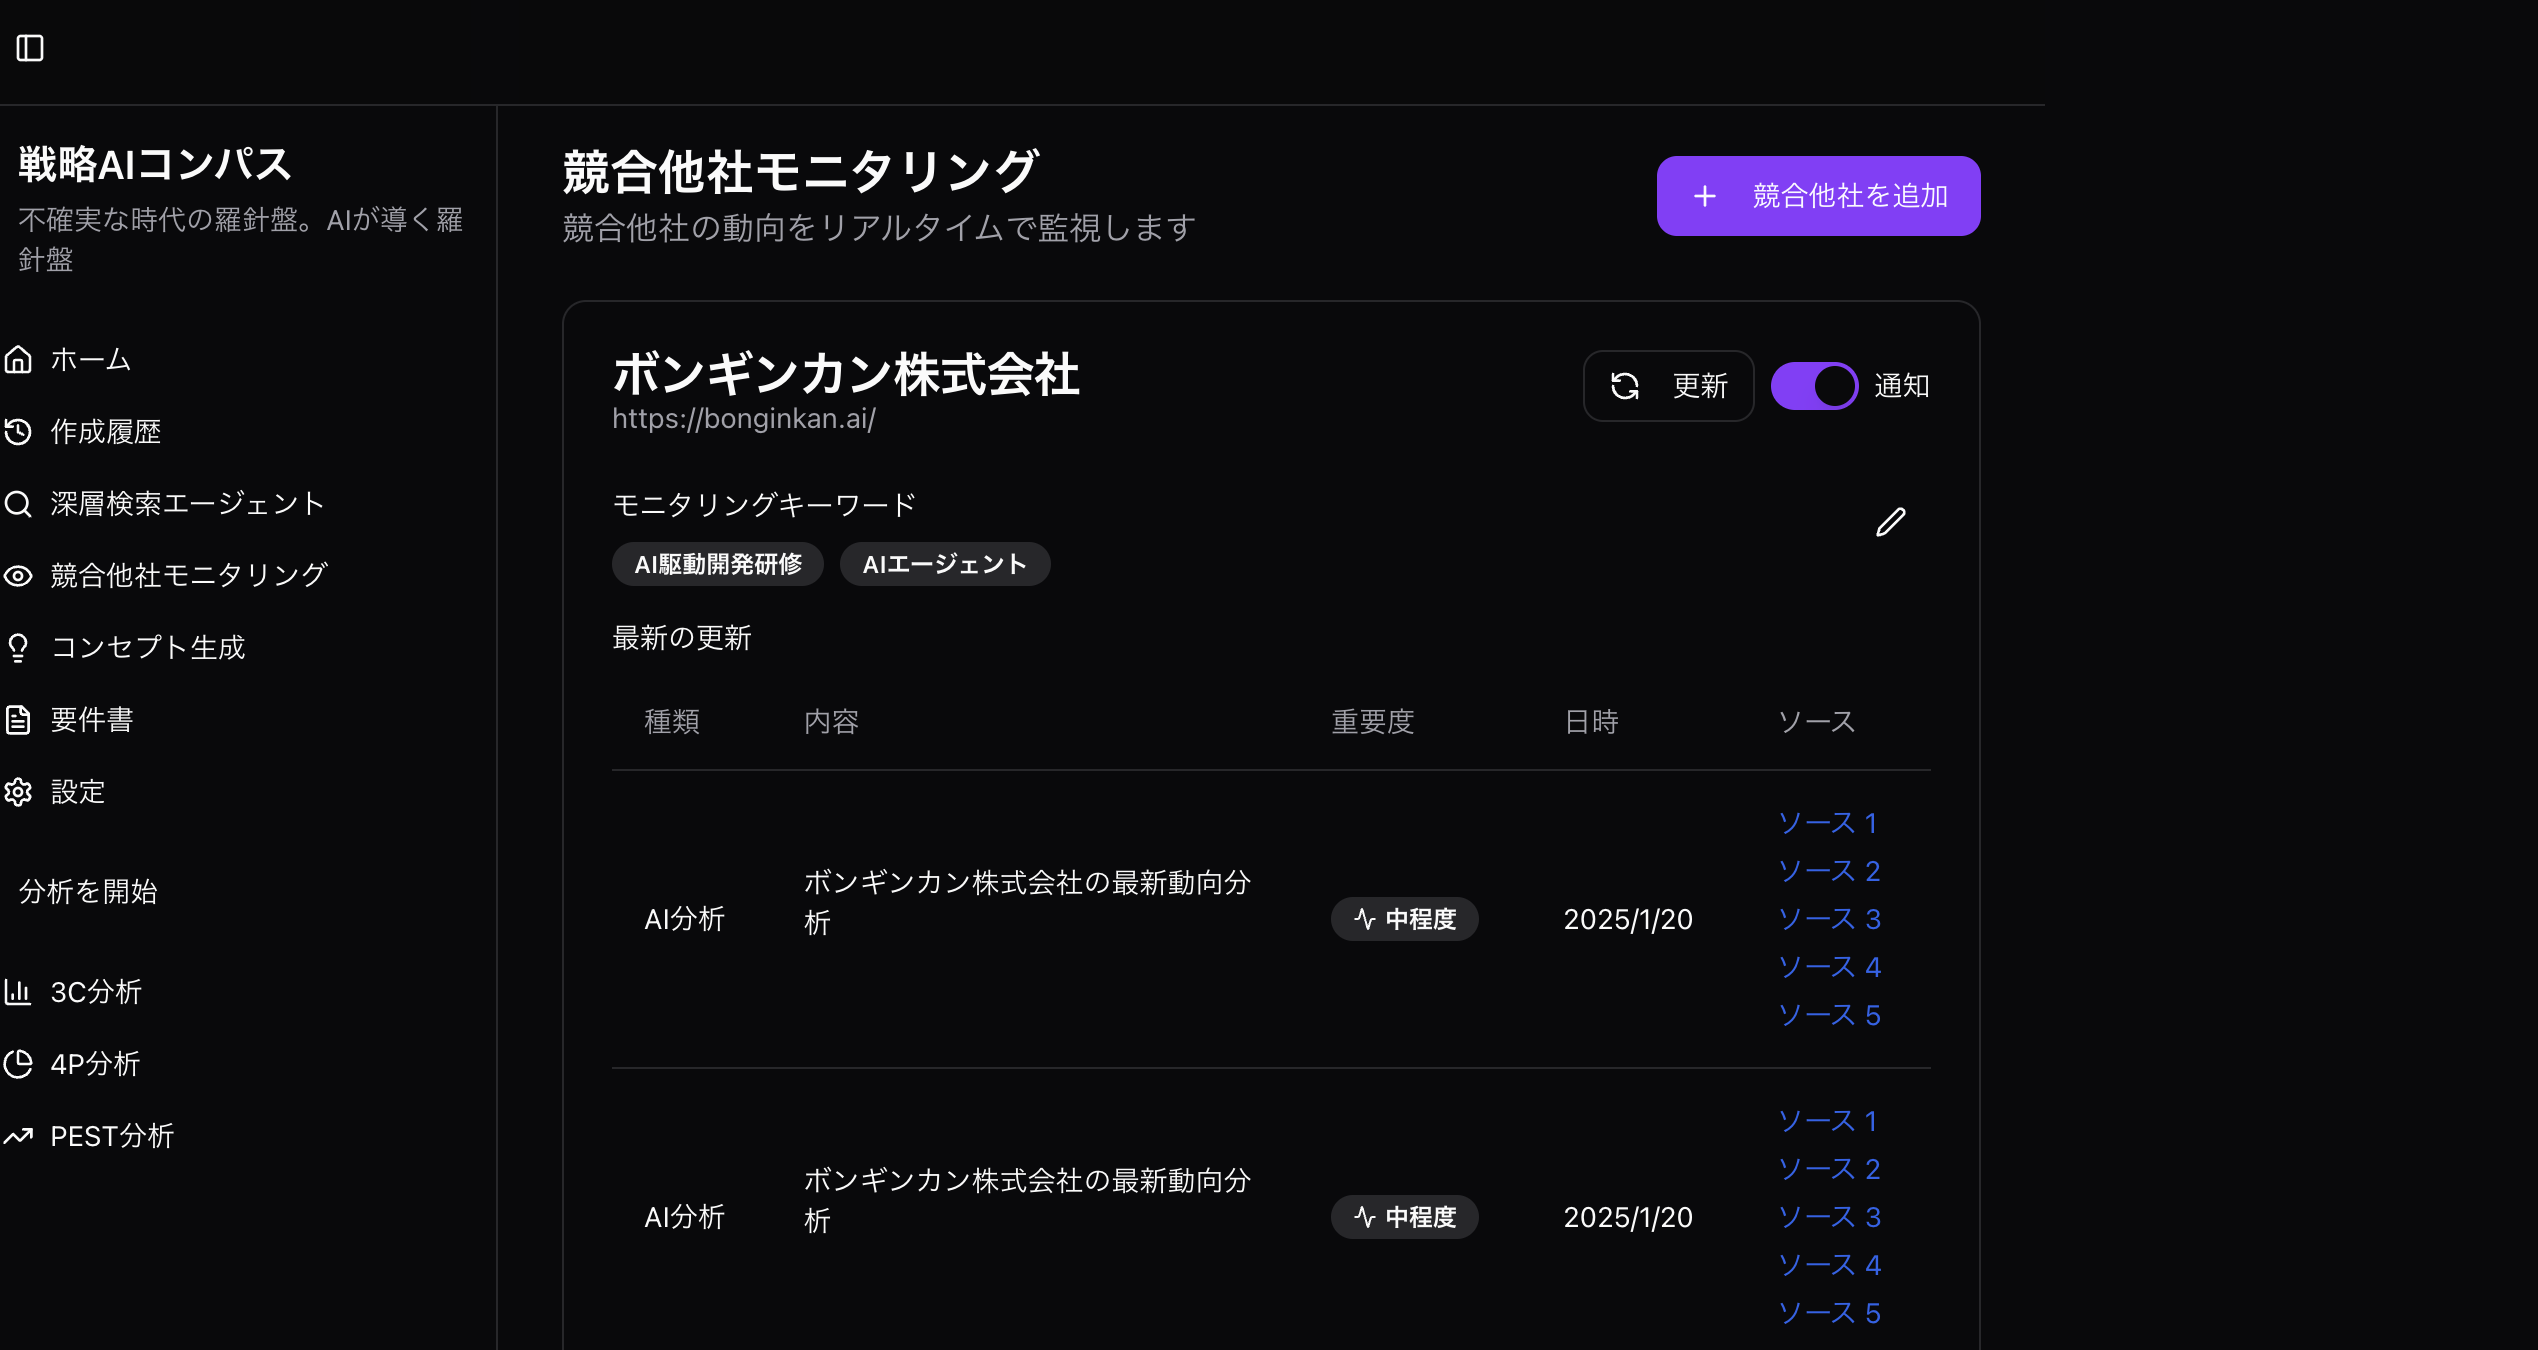 戦略AIコンパス
不確実な時代の羅針盤。AIが導く羅
針盤
ホーム
作成履歴
深層検索エージェント
競合他社モニタリング
コンセプト生成
要件書
設定
分析を開始
3C分析
4P分析
PEST分析
競合他社モニタリング
競合他社の動向をリアルタイムで監視します
競合他社を追加
ボンギンカン株式会社
https://bonginkan.ai/
更新
通知
モニタリングキーワード
AI駆動開発研修
AIエージェント
最新の更新
種類 内容 重要度 日時 ソース
AI分析
ボンギンカン株式会社の最新動向分
析
中程度
2025/1/20
ソース 1
ソース 2
ソース 3
ソース 4
ソース 5
AI分析
ボンギンカン株式会社の最新動向分
析
中程度
2025/1/20
ソース 1
ソース 2
ソース 3
ソース 4
ソース 5